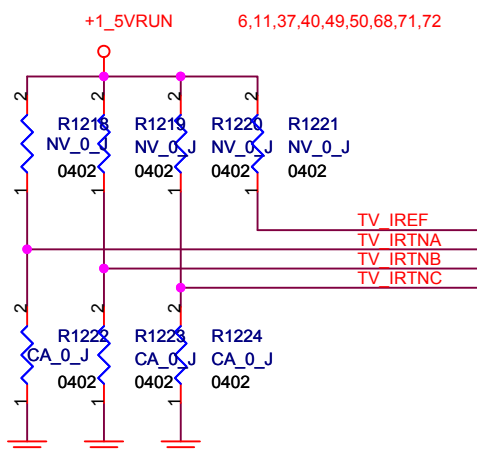 +1_5VRUN 6,11,37,40,49,50,68,71,72
2 2 2 2
R1218 R1219 R1220 R1221
NV_0_J NV_0_J NV_0_J NV_0_J
0402 0402 0402 0402
1 1 1 1
TV_IREF
TV_IRTNA
TV_IRTNB
TV_IRTNC
2 2 2
R1222 R1223 R1224
CA_0_J CA_0_J CA_0_J
0402 0402 0402
1 1 1